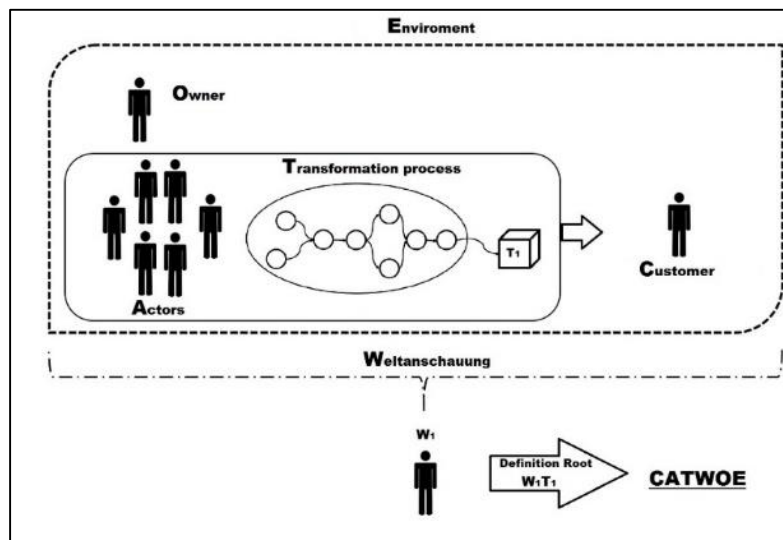 Enviroment
Owner
Transformation process
T1
Customer
Actors
Weltanschauung
W1
Definition Root
W1T1
CATWOE